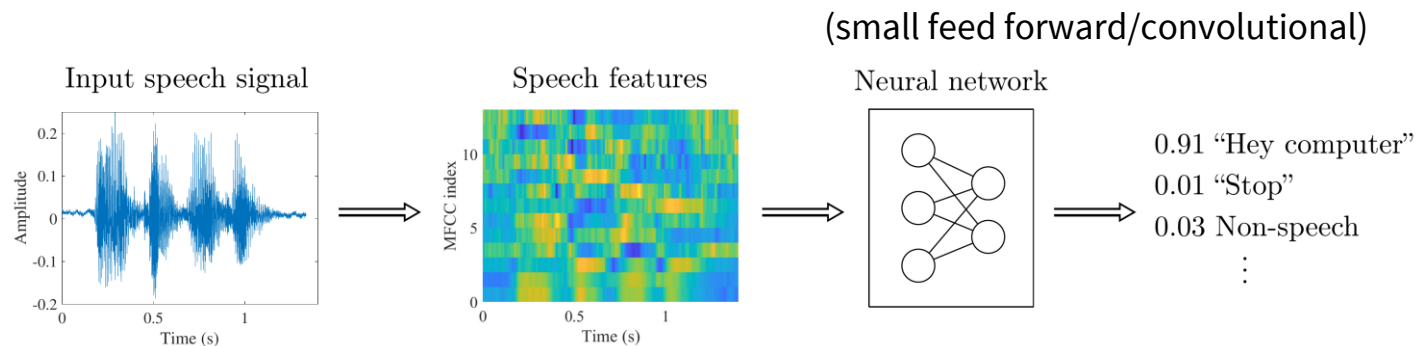 (small feed forward/convolutional)
Input speech signal
Speech features
Neural network
0.2
0.1
0
-0.1
-0.2
Amplitude
0
0.5
1
Time (s)
10
5
0
MFCC index
0
0.5
1
Time (s)
0.91 “Hey computer”
0.01 “Stop”
0.03 Non-speech
⋮